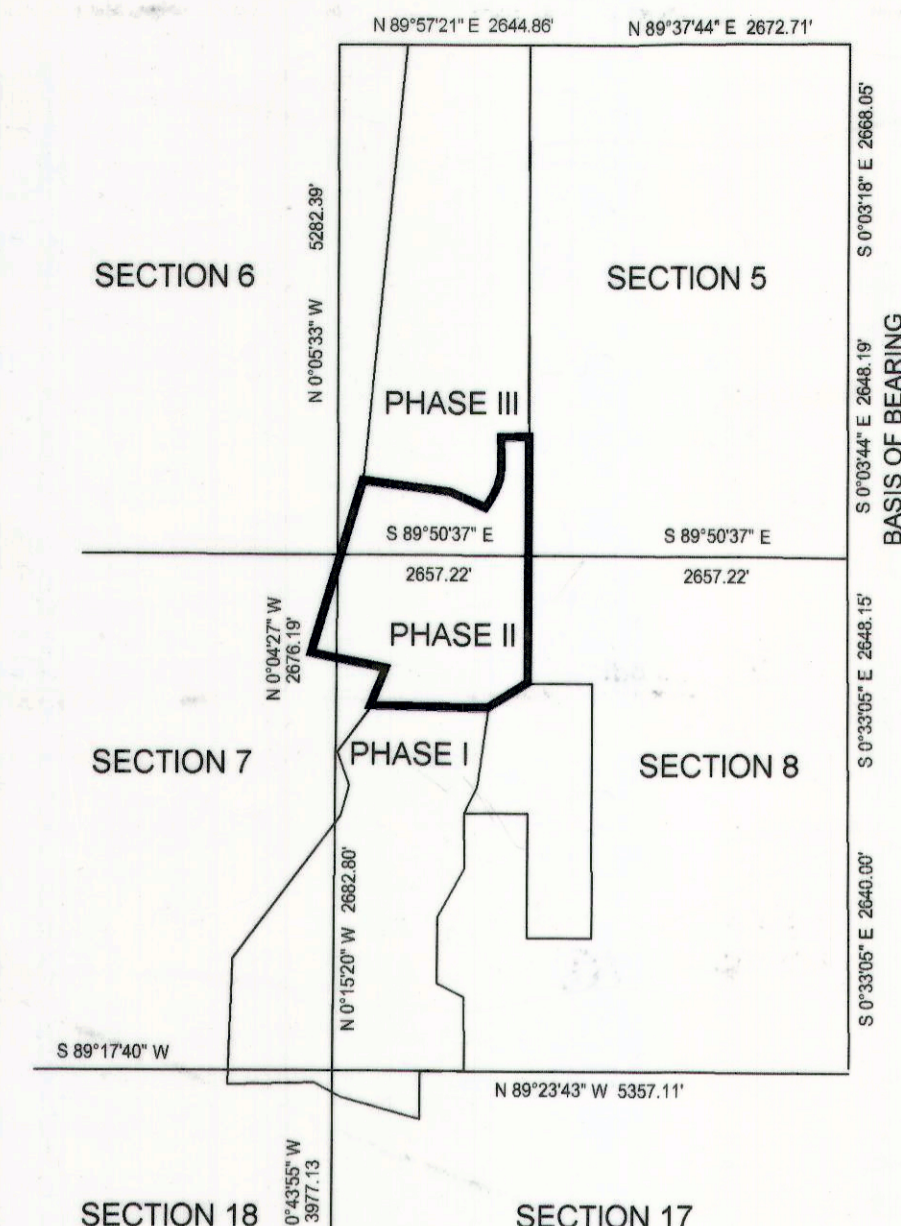 N 89°57'21" E 2644.86'
N 89°37'44" E 2672.71'
S 0°03'18" E 2668.05'
N 0°05'33" W 5282.39'
SECTION 6
SECTION 5
PHASE III
S 0°03'44" E 2648.19'
BASIS OF BEARING
S 89°50'37" E
2657.22'
S 89°50'37" E
2657.22'
N 0°04'27" W
2676.19'
PHASE II
S 0°33'05" E 2648.15'
SECTION 7
PHASE I
SECTION 8
N 0°15'20" W 2682.80'
S 0°33'05" E 2640.00'
S 89°17'40" W
N 89°23'43" W 5357.11'
0°43'55" W
3977.13
SECTION 18
SECTION 17